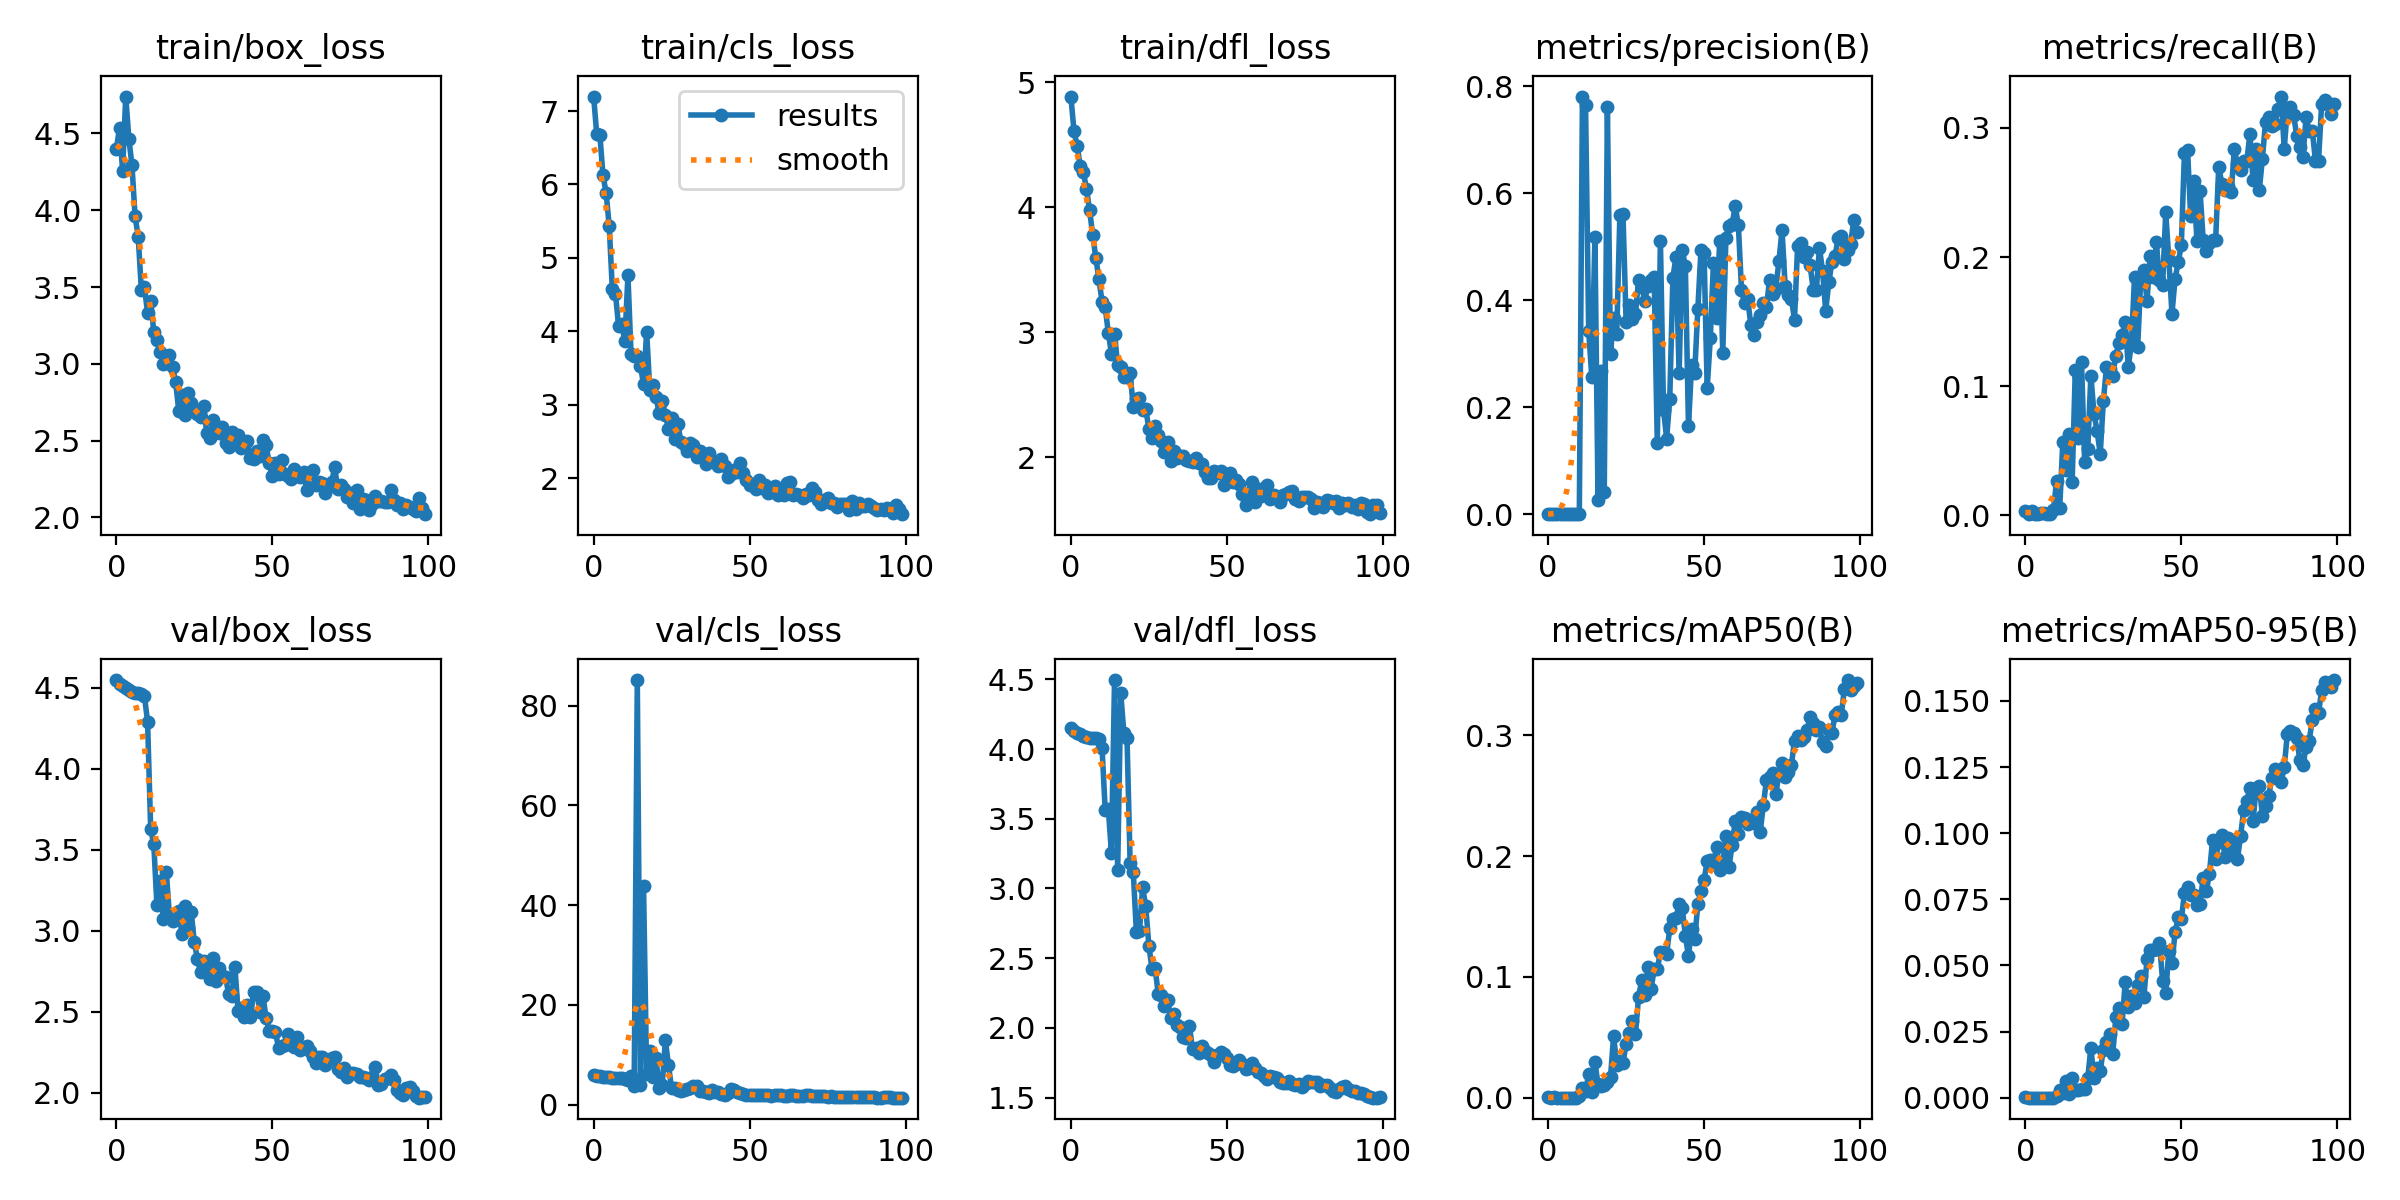 train/box_loss
train/cls_loss
train/dfl_loss
metrics/precision(B)
metrics/recall(B)
results
smooth
4.5
4.0
3.5
3.0
2.5
2.0
0 50 100
7
6
5
4
3
2
0 50 100
5
4
3
2
0 50 100
0.8
0.6
0.4
0.2
0.0
0 50 100
0.3
0.2
0.1
0.0
0 50 100
val/box_loss
val/cls_loss
val/dfl_loss
metrics/mAP50(B)
metrics/mAP50-95(B)
4.5
4.0
3.5
3.0
2.5
2.0
0 50 100
80
60
40
20
0
0 50 100
4.5
4.0
3.5
3.0
2.5
2.0
1.5
0 50 100
0.3
0.2
0.1
0.0
0 50 100
0.150
0.125
0.100
0.075
0.050
0.025
0.000
0 50 100